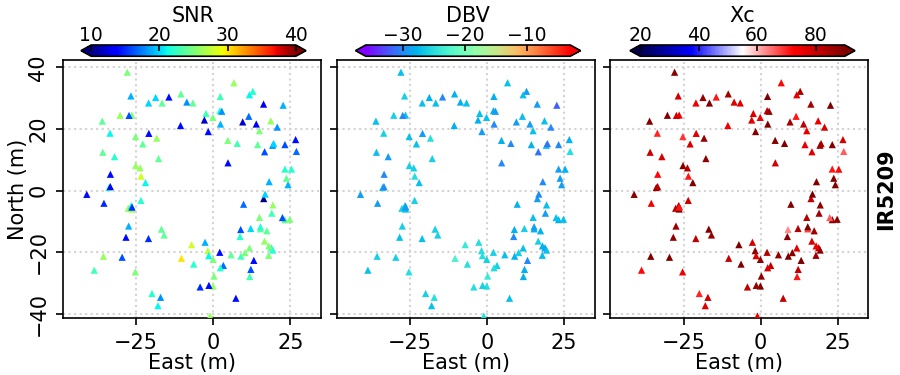 SNR DBV Xc
10 20 30 40 −30 −20 −10 20 40 60 80
40
20
0
−20
−40
North (m)
IR5209
−25 0 25 −25 0 25 −25 0 25
East (m) East (m) East (m)